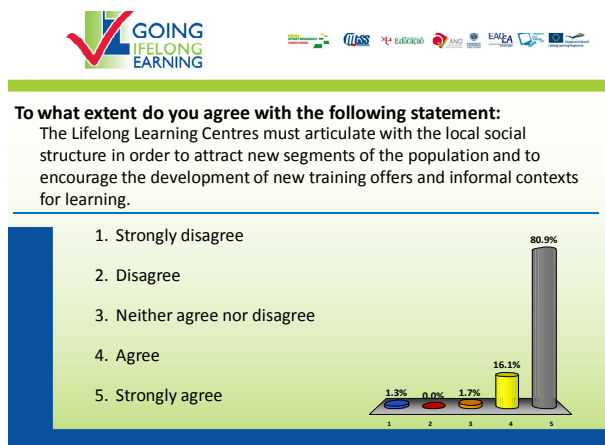 GOING
LIFELONG
LEARNING
Educação
ANQ
EAEA
To what extent do you agree with the following statement:
The Lifelong Learning Centres must articulate with the local social
structure in order to attract new segments of the population and to
encourage the development of new training offers and informal contexts
for learning.
1. Strongly disagree
2. Disagree
3. Neither agree nor disagree
4. Agree
5. Strongly agree
80.9%
16.1%
1.3%
0.0%
1.7%
1
2
3
4
5